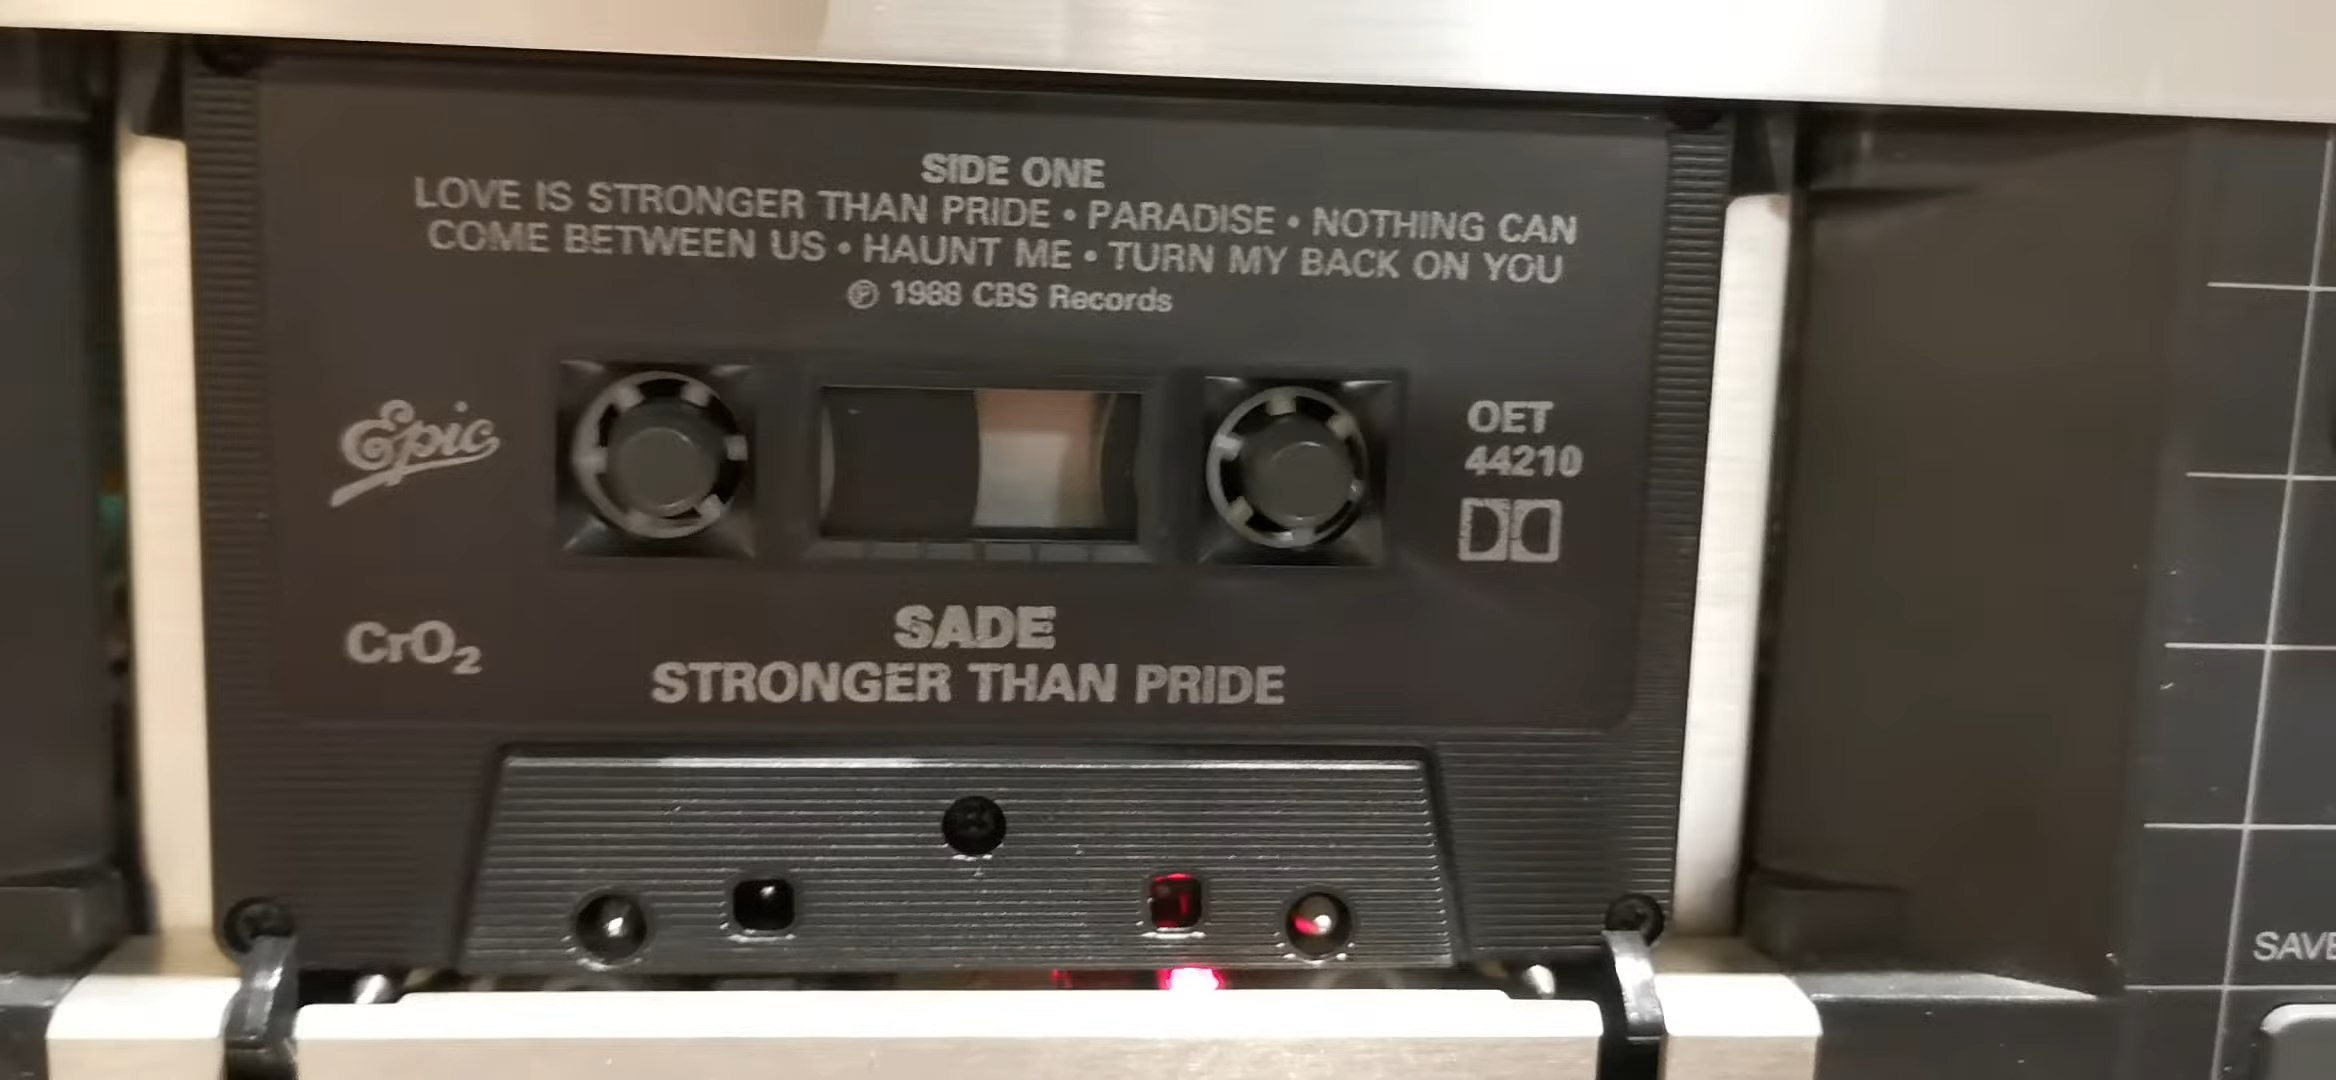 SIDE ONE
LOVE IS STRONGER THAN PRIDE • PARADISE • NOTHING CAN
COME BETWEEN US • HAUNT ME • TURN MY BACK ON YOU
℗ 1988 CBS Records
Epic
OET
44210
CrO₂
SADE
STRONGER THAN PRIDE
SAVE